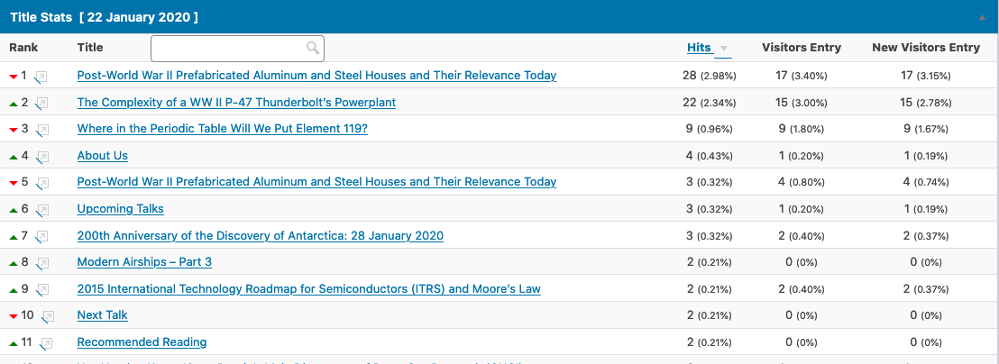 Title Stats [ 22 January 2020 ]
Rank Title Hits Visitors Entry New Visitors Entry
1 Post-World War II Prefabricated Aluminum and Steel Houses and Their Relevance Today 28 (2.98%) 17 (3.40%) 17 (3.15%)
2 The Complexity of a WW II P-47 Thunderbolt’s Powerplant 22 (2.34%) 15 (3.00%) 15 (2.78%)
3 Where in the Periodic Table Will We Put Element 119? 9 (0.96%) 9 (1.80%) 9 (1.67%)
4 About Us 4 (0.43%) 1 (0.20%) 1 (0.19%)
5 Post-World War II Prefabricated Aluminum and Steel Houses and Their Relevance Today 3 (0.32%) 4 (0.80%) 4 (0.74%)
6 Upcoming Talks 3 (0.32%) 1 (0.20%) 1 (0.19%)
7 200th Anniversary of the Discovery of Antarctica: 28 January 2020 3 (0.32%) 2 (0.40%) 2 (0.37%)
8 Modern Airships – Part 3 2 (0.21%) 0 (0%) 0 (0%)
9 2015 International Technology Roadmap for Semiconductors (ITRS) and Moore’s Law 2 (0.21%) 2 (0.40%) 2 (0.37%)
10 Next Talk 2 (0.21%) 0 (0%) 0 (0%)
11 Recommended Reading 2 (0.21%) 0 (0%) 0 (0%)